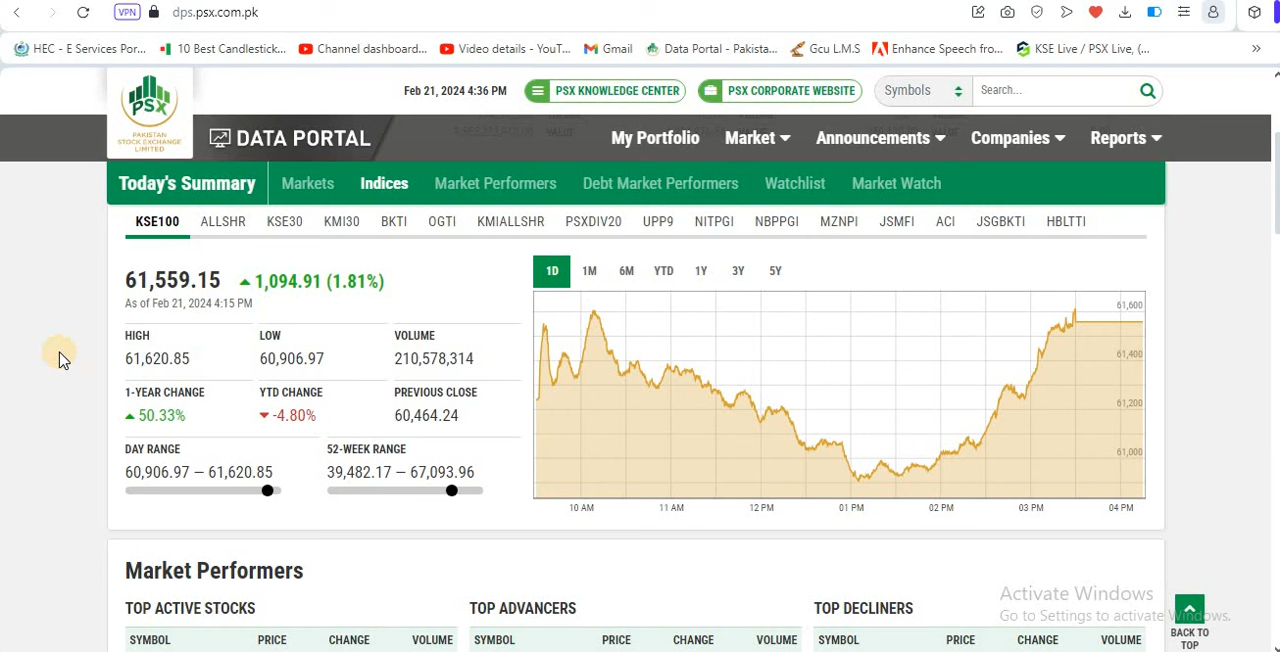 VPN
dps.psx.com.pk
HEC - E Services Por...
10 Best Candlestick...
Channel dashboard...
Video details - YouT...
Gmail
Data Portal - Pakista...
Gcu L.M.S
Enhance Speech fro...
KSE Live / PSX Live, (...
PSX
PAKISTAN
STOCK EXCHANGE
LIMITED
Feb 21, 2024 4:36 PM
PSX KNOWLEDGE CENTER
PSX CORPORATE WEBSITE
Symbols
Search...
DATA PORTAL
My Portfolio
Market
Announcements
Companies
Reports
Today's Summary
Markets
Indices
Market Performers
Debt Market Performers
Watchlist
Market Watch
KSE100
ALLSHR
KSE30
KMI30
BKTI
OGTI
KMIALLSHR
PSXDIV20
UPP9
NITPGI
NBPPGI
MZNPI
JSMFI
ACI
JSGBKTI
HBLTTI
61,559.15 1,094.91 (1.81%)
As of Feb 21, 2024 4:15 PM
HIGH LOW VOLUME
61,620.85 60,906.97 210,578,314
1-YEAR CHANGE YTD CHANGE PREVIOUS CLOSE
50.33% -4.80% 60,464.24
DAY RANGE 52-WEEK RANGE
60,906.97 — 61,620.85 39,482.17 — 67,093.96
1D 1M 6M YTD 1Y 3Y 5Y
61,600
61,400
61,200
61,000
10 AM 11 AM 12 PM 01 PM 02 PM 03 PM 04 PM
Market Performers
TOP ACTIVE STOCKS
SYMBOL PRICE CHANGE VOLUME
TOP ADVANCERS
SYMBOL PRICE CHANGE VOLUME
TOP DECLINERS
SYMBOL PRICE CHANGE VOLUME
Activate Windows
Go to Settings to activate Windows.
BACK TO
TOP